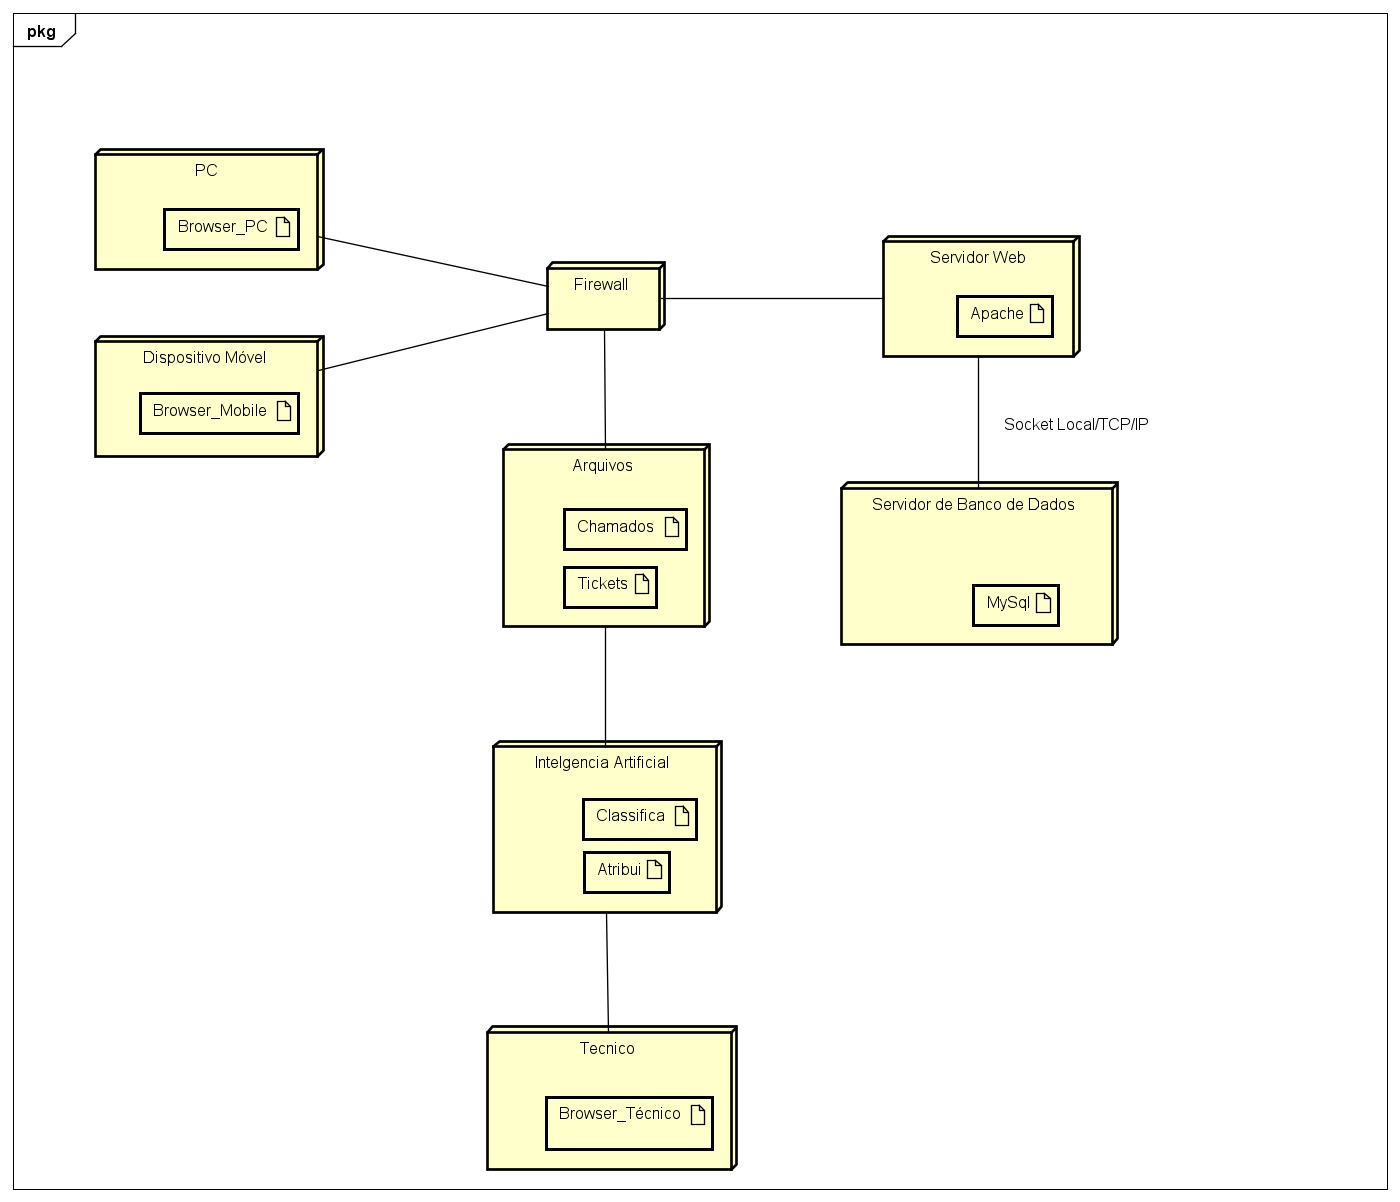 pkg
PC
Browser_PC
Dispositivo Móvel
Browser_Mobile
Firewall
Servidor Web
Apache
Socket Local/TCP/IP
Servidor de Banco de Dados
MySql
Arquivos
Chamados
Tickets
Intelgencia Artificial
Classifica
Atribui
Tecnico
Browser_Técnico